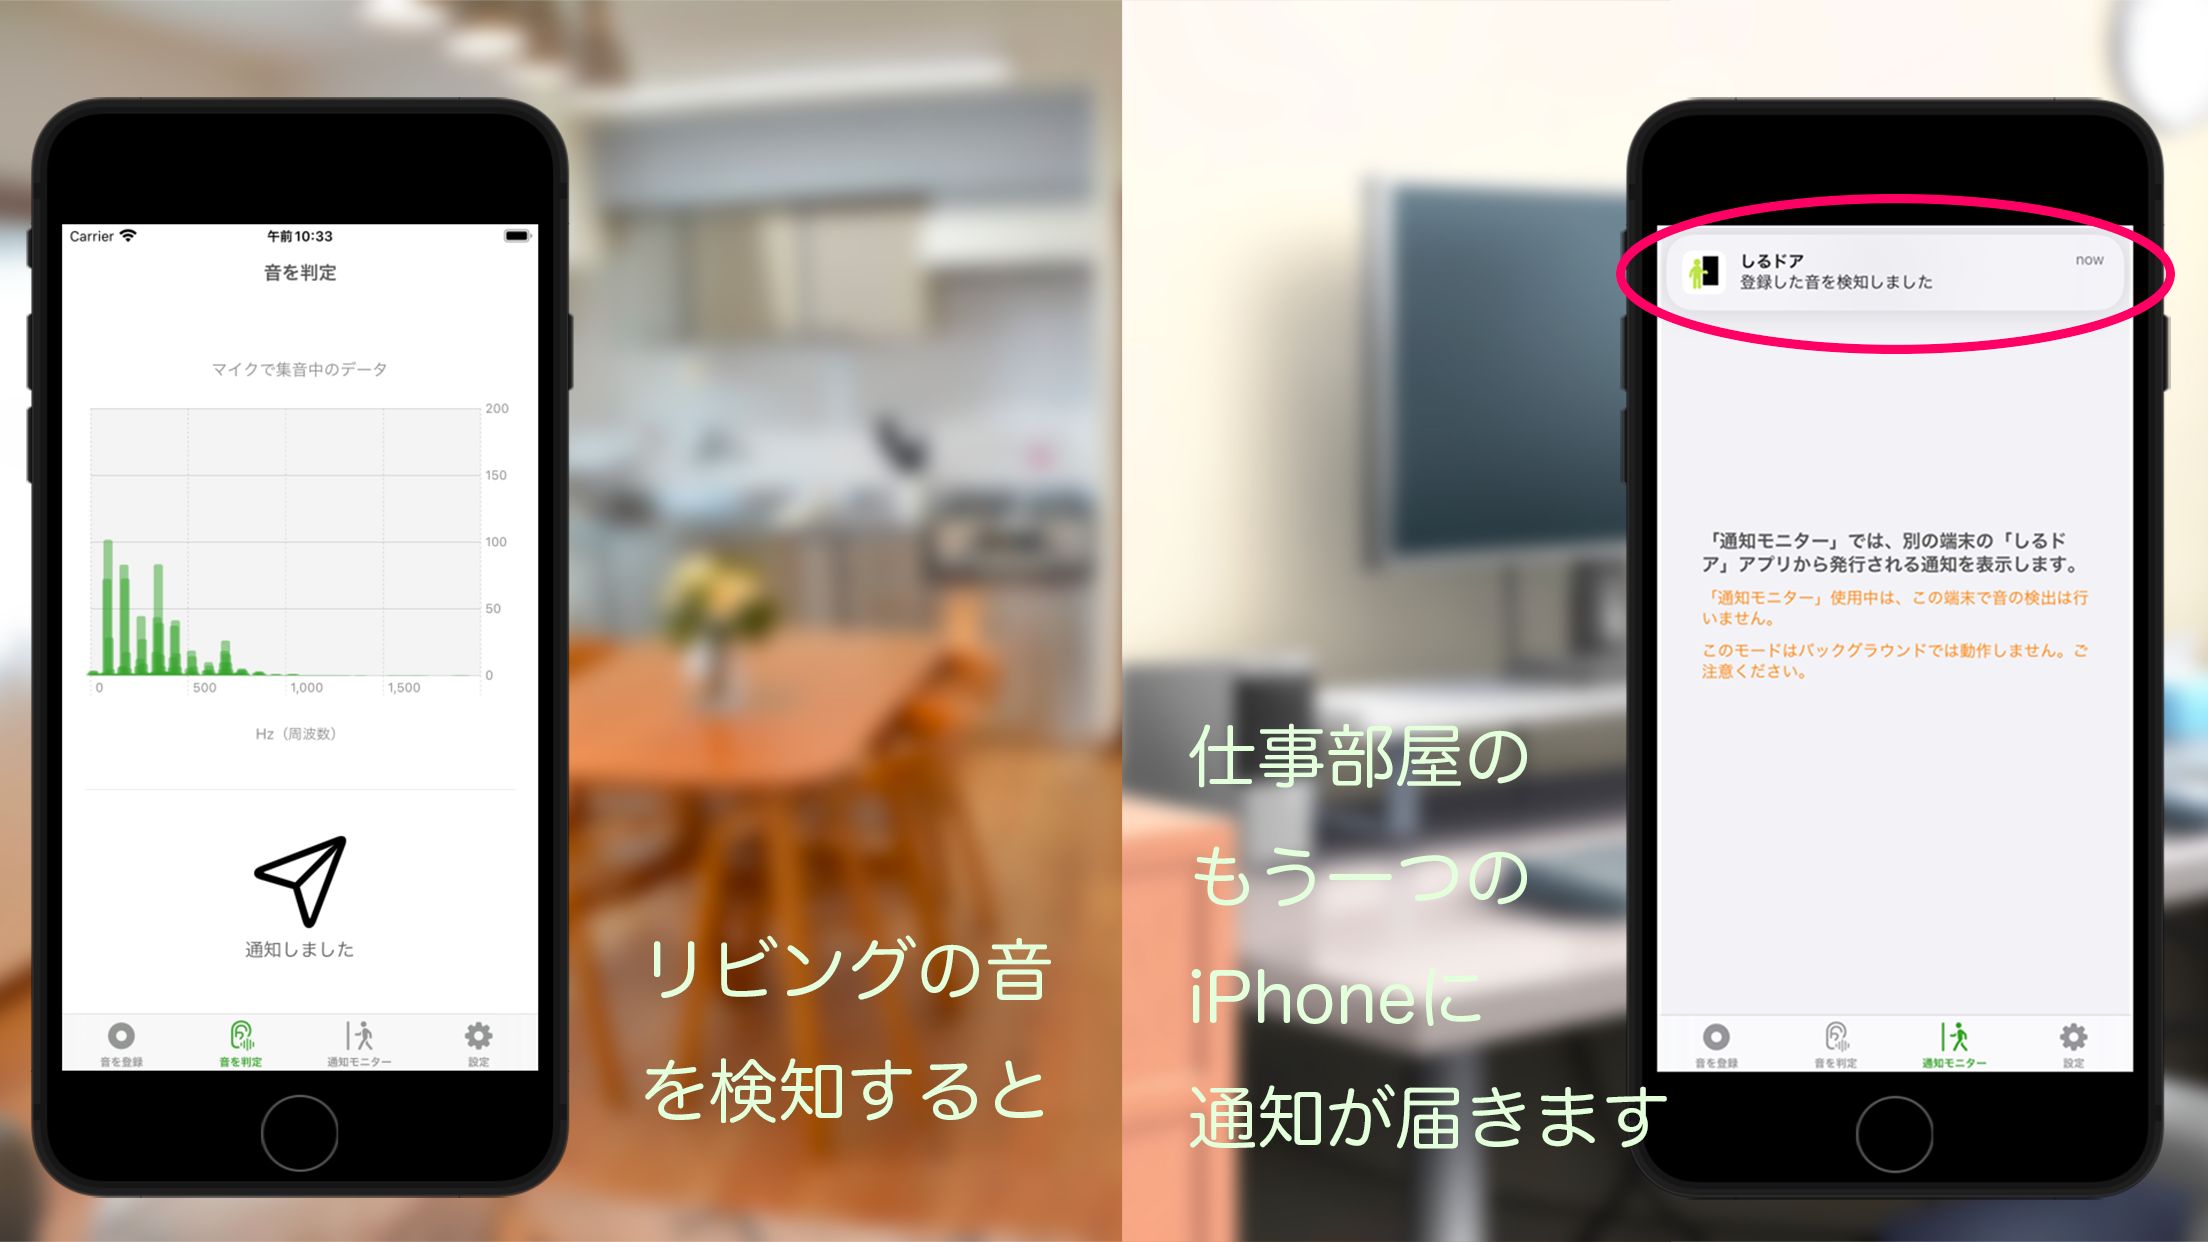 Carrier
午前10:33
音を判定
マイクで集音中のデータ
200
150
100
50
0
0 500 1,000 1,500
Hz（周波数）
通知しました
音を登録 音を判定 通知モニター 設定
リビングの音
を検知すると
仕事部屋の
もう一つの
iPhoneに
通知が届きます
しるドア now
登録した音を検知しました
「通知モニター」では、別の端末の「しるド
ア」アプリから発行される通知を表示します。
「通知モニター」使用中は、この端末で音の検出は行
いません。
このモードはバックグラウンドでは動作しません。ご
注意ください。
音を登録 音を判定 通知モニター 設定